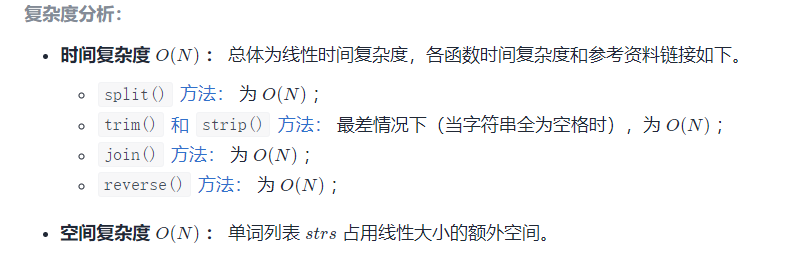 复杂度分析：
• 时间复杂度 O(N) ： 总体为线性时间复杂度，各函数时间复杂度和参考资料链接如下。
◦ split() 方法： 为 O(N) ；
◦ trim() 和 strip() 方法： 最差情况下（当字符串全为空格时），为 O(N) ；
◦ join() 方法： 为 O(N) ；
◦ reverse() 方法： 为 O(N) ；
• 空间复杂度 O(N) ： 单词列表 strs 占用线性大小的额外空间。